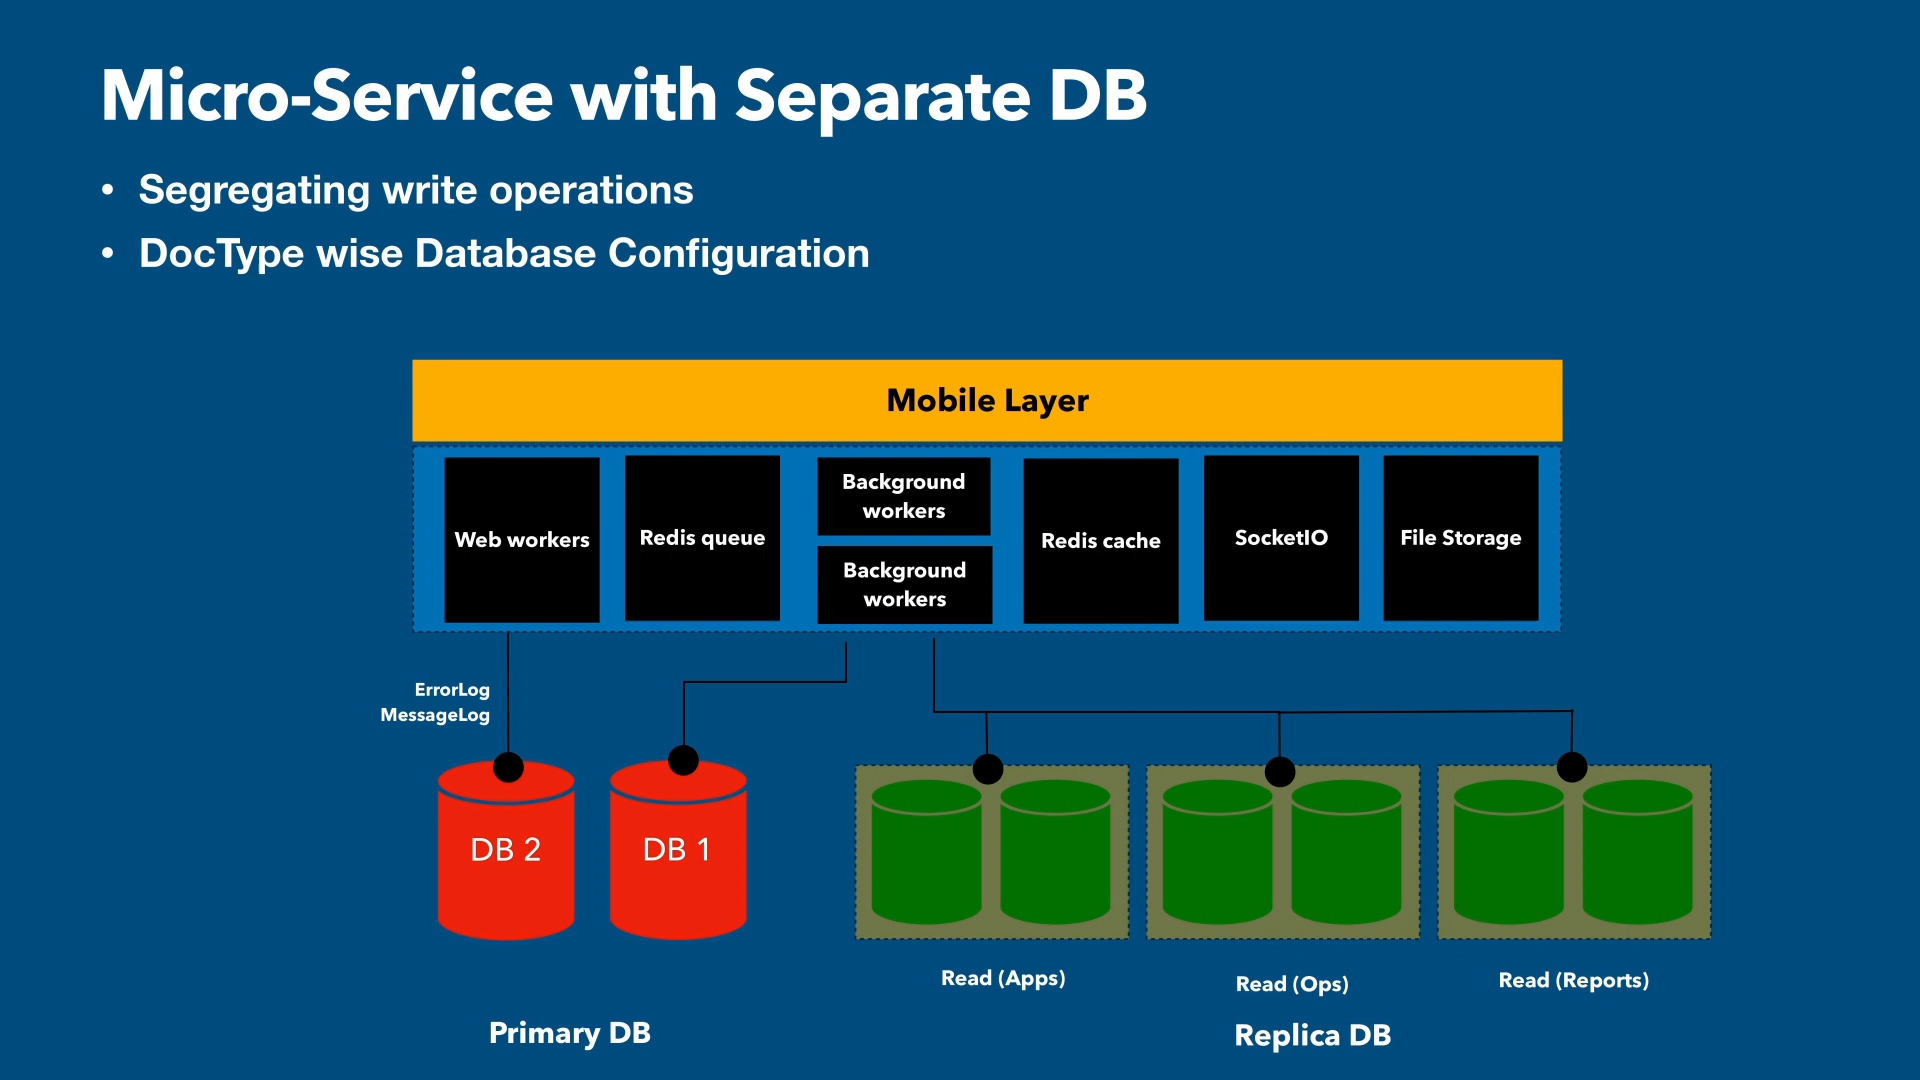 Micro-Service with Separate DB
• Segregating write operations
• DocType wise Database Configuration
Mobile Layer
Web workers
Redis queue
Background
workers
Background
workers
Redis cache
SocketIO
File Storage
ErrorLog
MessageLog
DB 2
DB 1
Read (Apps)
Read (Ops)
Read (Reports)
Primary DB
Replica DB